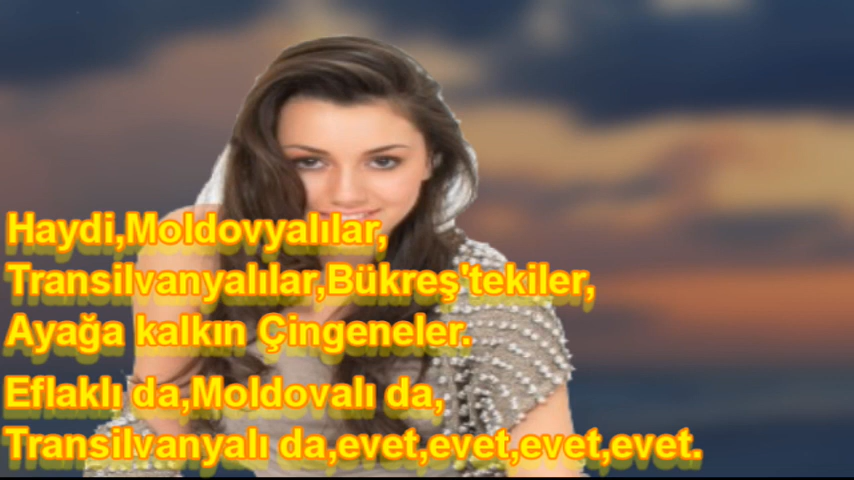 Haydi,Moldovyalılar,
Transilvanyalılar,Bükreş'tekiler,
Ayağa kalkın Çingeneler.
Eflaklı da,Moldovalı da,
Transilvanyalı da,evet,evet,evet,evet.